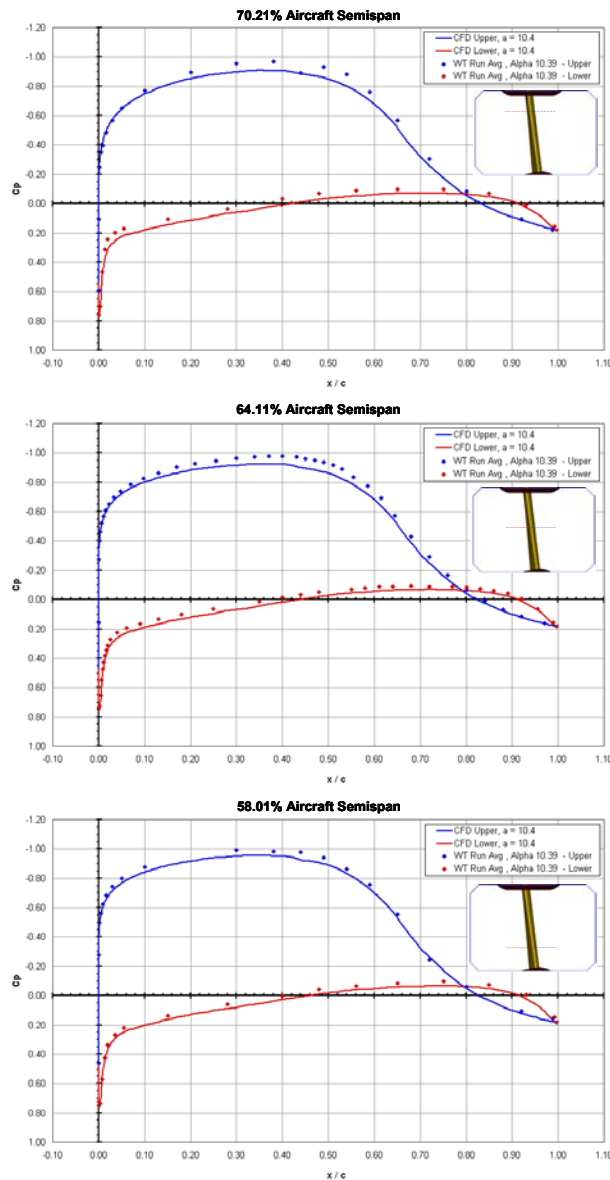 70.21% Aircraft Semispan
CFD Upper, a = 10.4
CFD Lower, a = 10.4
WT Run Avg , Alpha 10.39 - Upper
WT Run Avg , Alpha 10.39 - Lower
-1.20
-1.00
-0.80
-0.60
-0.40
-0.20
0.00
0.20
0.40
0.60
0.80
1.00
Cp
-0.10 0.00 0.10 0.20 0.30 0.40 0.50 0.60 0.70 0.80 0.90 1.00 1.10
x / c
64.11% Aircraft Semispan
CFD Upper, a = 10.4
CFD Lower, a = 10.4
WT Run Avg , Alpha 10.39 - Upper
WT Run Avg , Alpha 10.39 - Lower
-1.20
-1.00
-0.80
-0.60
-0.40
-0.20
0.00
0.20
0.40
0.60
0.80
1.00
Cp
-0.10 0.00 0.10 0.20 0.30 0.40 0.50 0.60 0.70 0.80 0.90 1.00 1.10
x / c
58.01% Aircraft Semispan
CFD Upper, a = 10.4
CFD Lower, a = 10.4
WT Run Avg , Alpha 10.39 - Upper
WT Run Avg , Alpha 10.39 - Lower
-1.20
-1.00
-0.80
-0.60
-0.40
-0.20
0.00
0.20
0.40
0.60
0.80
1.00
Cp
-0.10 0.00 0.10 0.20 0.30 0.40 0.50 0.60 0.70 0.80 0.90 1.00 1.10
x / c